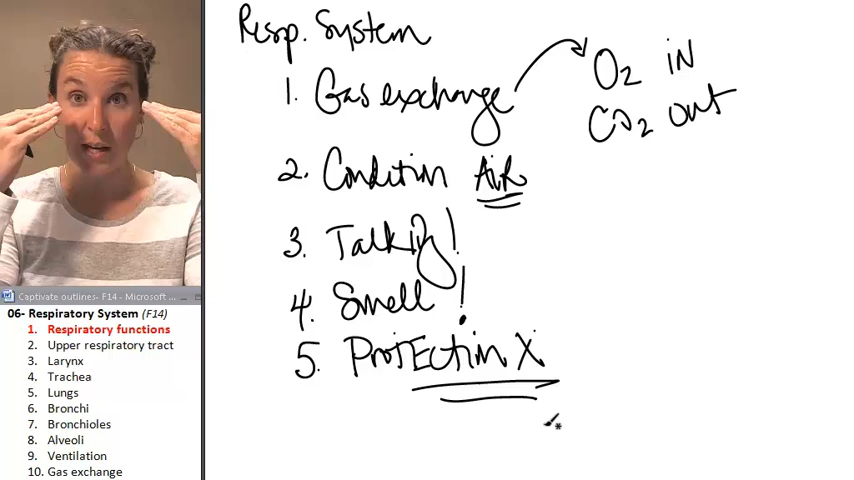 Resp. System
1. Gas exchange
O2 in
CO2 out
2. Condition Air
3. Talking!
4. Smell!
5. Protection X
Captivate outlines- F14 - Microsoft ...
06- Respiratory System (F14)
1. Respiratory functions
2. Upper respiratory tract
3. Larynx
4. Trachea
5. Lungs
6. Bronchi
7. Bronchioles
8. Alveoli
9. Ventilation
10. Gas exchange